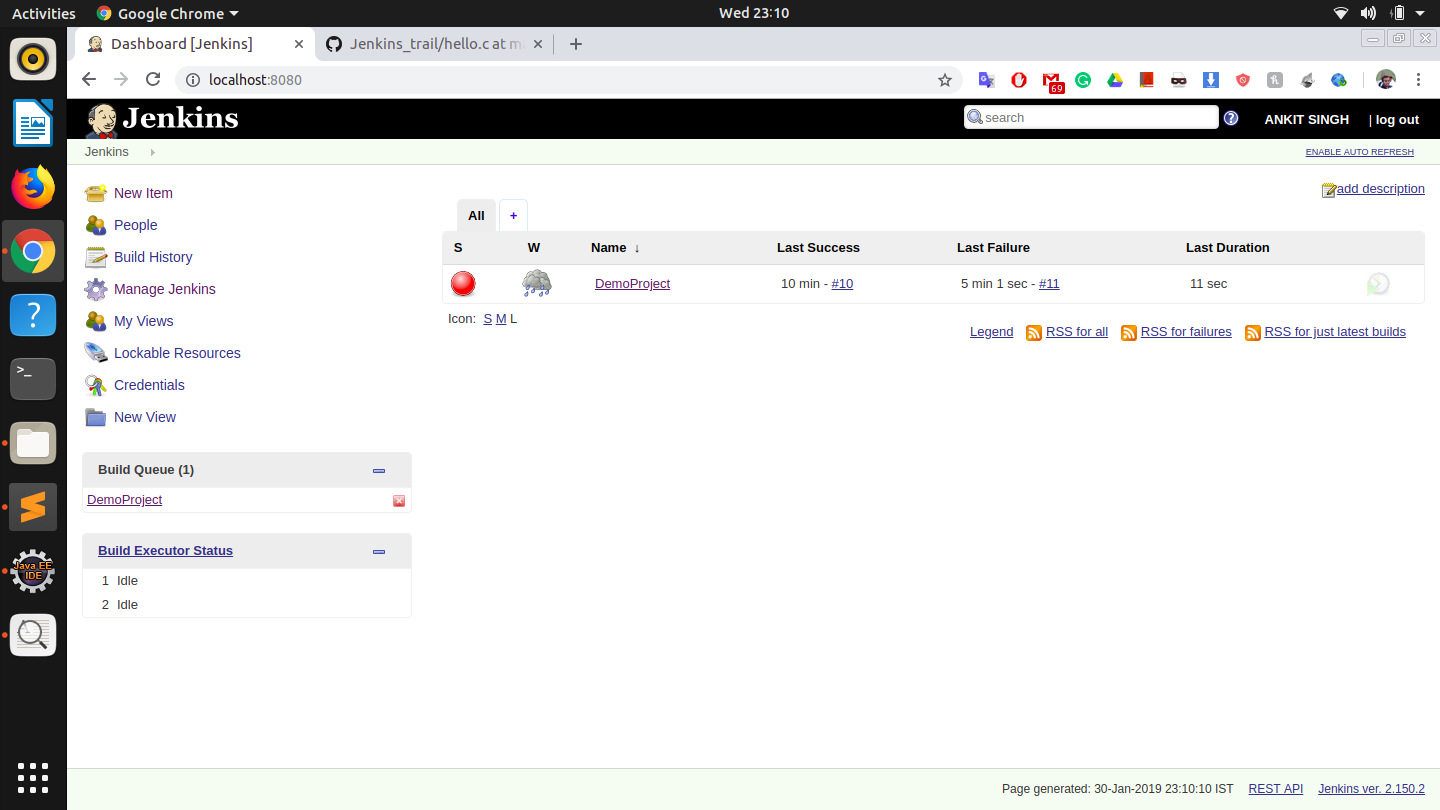 Activities Google Chrome Wed 23:10
Dashboard [Jenkins] Jenkins_trail/hello.c at m
localhost:8080
69
Jenkins search ANKIT SINGH | log out
Jenkins ENABLE AUTO REFRESH
add description
New Item
People
Build History
Manage Jenkins
My Views
Lockable Resources
Credentials
New View
All +
S W Name ↓ Last Success Last Failure Last Duration
DemoProject 10 min - #10 5 min 1 sec - #11 11 sec
Icon: S M L
Legend RSS for all RSS for failures RSS for just latest builds
Build Queue (1)
DemoProject
Build Executor Status
1 Idle
2 Idle
>_
Java EE
IDE
Page generated: 30-Jan-2019 23:10:10 IST REST API Jenkins ver. 2.150.2